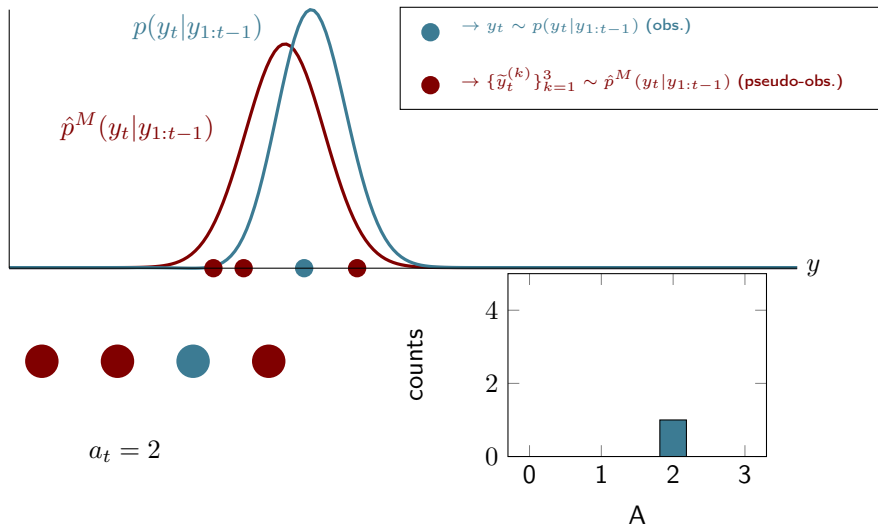 p(y_t|y_{1:t−1})
→ y_t ∼ p(y_t|y_{1:t−1}) (obs.)
→ {ỹ_t^{(k)}}_{k=1}^3 ∼ p̂^M(y_t|y_{1:t−1}) (pseudo-obs.)
p̂^M(y_t|y_{1:t−1})
y
4
2
0
counts
0 1 2 3
A
a_t = 2